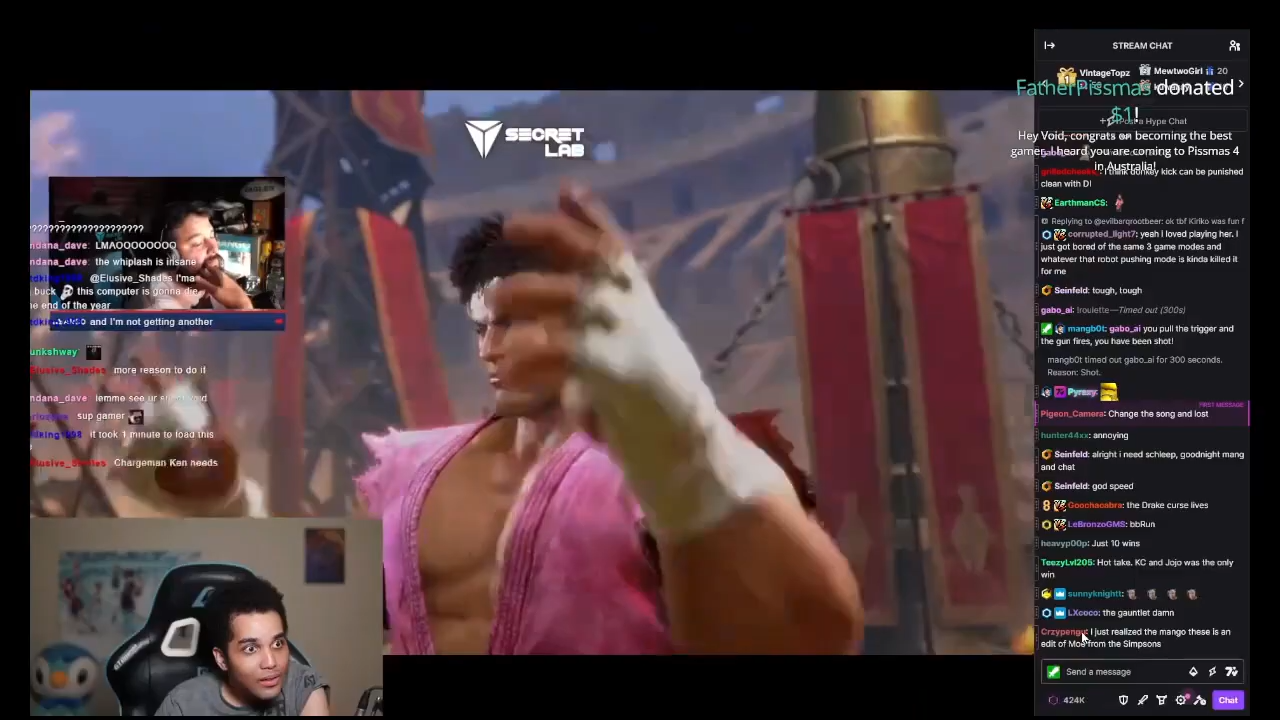 SECRET
LAB
???????????????????
ndana_dave: LMAOOOOOOOO
ndana_dave: the whiplash is insane
@Elusive_Shades I'ma
buck this computer is gonna die
e end of the year
and I'm not getting another
unkshway:
Elusive_Shades more reason to do it
ndana_dave: lemme see ur
sup gamer
it took 1 minute to load this
Elusive_Shades Chargeman Ken needs
STREAM CHAT
VintageTopz
MewtwoGirl 20
FatherPissmas donated
$1!
Hype Chat
Hey Void, congrats on becoming the best
gamer, I heard you are coming to Pissmas 4
in Australia!
I think donkey kick can be punished
clean with DI
EarthmanCS:
Replying to @evilbarqrootbeer: ok tbf Kiriko was fun f
corrupted_light7: yeah I loved playing her. I
just got bored of the same 3 game modes and
whatever that robot pushing mode is kinda killed it
for me
Seinfeld: tough, tough
gabo_ai: !roulette—Timed out (300s)
mangb0t: gabo_ai you pull the trigger and
the gun fires, you have been shot!
mangb0t timed out gabo_ai for 300 seconds.
Reason: Shot.
Pyrexy:
FIRST MESSAGE
Pigeon_Camera: Change the song and lost
hunter44xx: annoying
Seinfeld: alright i need schleep, goodnight mang
and chat
Seinfeld: god speed
Goochacabra: the Drake curse lives
LeBronzoGMS: bbRun
heavyp00p: Just 10 wins
TeezyLvl205: Hot take. KC and Jojo was the only
win
sunnyknightt:
LXcoco: the gauntlet damn
I just realized the mango these is an
edit of Moe from the Simpsons
Send a message
424K
Chat